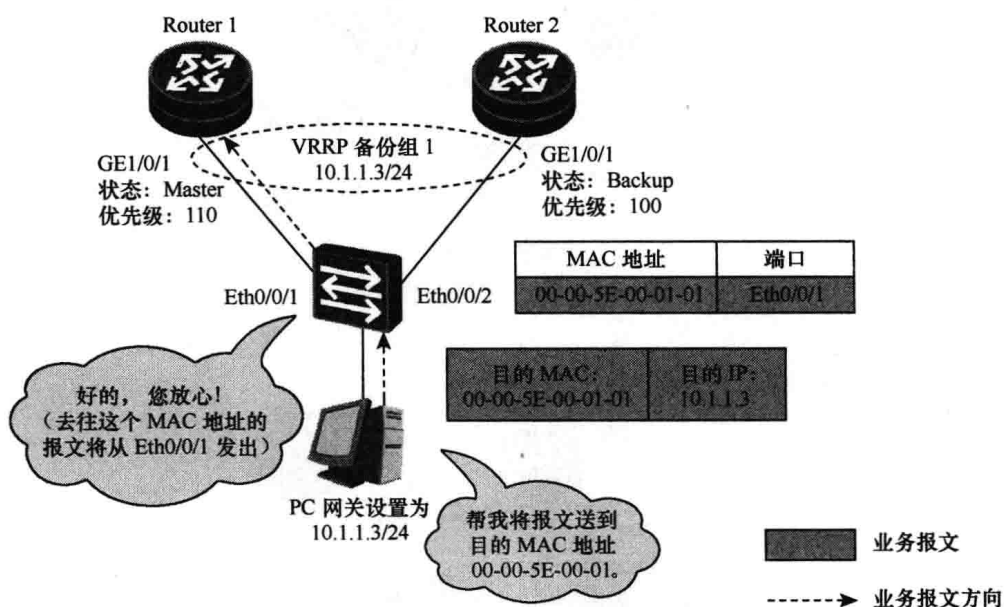 Router 1
Router 2
VRRP 备份组 1
10.1.1.3/24
GE1/0/1
状态：Master
优先级：110
GE1/0/1
状态：Backup
优先级：100
MAC 地址
端口
00-00-5E-00-01-01
Eth0/0/1
Eth0/0/1
Eth0/0/2
目的 MAC：
00-00-5E-00-01-01
目的 IP：
10.1.1.3
好的，您放心！
（去往这个 MAC 地址的
报文将从 Eth0/0/1 发出）
PC 网关设置为
10.1.1.3/24
帮我将报文送到
目的 MAC 地址
00-00-5E-00-01。
业务报文
业务报文方向